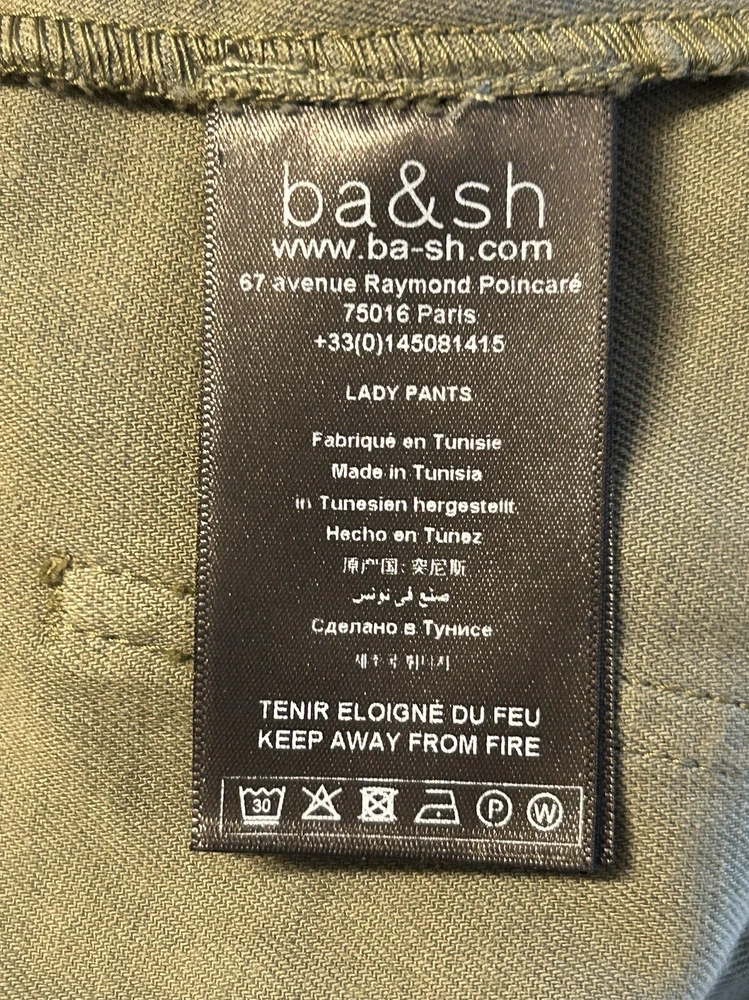 ba&sh
www.ba-sh.com
67 avenue Raymond Poincaré
75016 Paris
+33(0)145081415
LADY PANTS
Fabriqué en Tunisie
Made in Tunisia
in Tunesien hergestellt
Hecho en Túnez
原产国: 突尼斯
صنع في تونس
Сделано в Тунисе
TENIR ELOIGNÉ DU FEU
KEEP AWAY FROM FIRE
30 P W